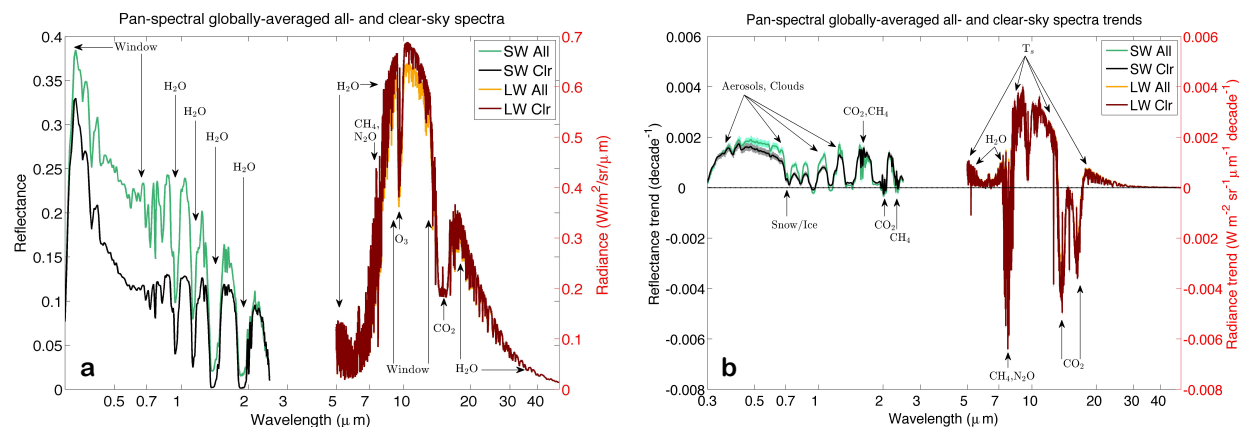 Pan-spectral globally-averaged all- and clear-sky spectra
0.4
0.35
0.3
0.25
0.2
0.15
0.1
0.05
0
Reflectance
0.7
0.6
0.5
0.4
0.3
0.2
0.1
0
Radiance (W/m²/sr/μ m)
0.5
0.7
1
2
3
5
7
10
20
30
40
Wavelength (μ m)
Window
H2O
H2O
H2O
H2O
H2O
CH4,
N2O
O3
Window
CO2
H2O
SW All
SW Clr
LW All
LW Clr
a
Pan-spectral globally-averaged all- and clear-sky spectra trends
0.006
0.004
0.002
0
-0.002
-0.004
-0.006
-0.008
Reflectance trend (decade⁻¹)
0.006
0.004
0.002
0
-0.002
-0.004
-0.006
-0.008
Radiance trend (W m⁻² sr⁻¹μ m⁻¹ decade⁻¹)
0.3
0.5
0.7
1
2
3
5
7
10
20
30
40
Wavelength (μ m)
Aerosols, Clouds
CO2,CH4
Snow/Ice
CO2
CH4
H2O
Ts
CH4,N2O
CO2
SW All
SW Clr
LW All
LW Clr
b